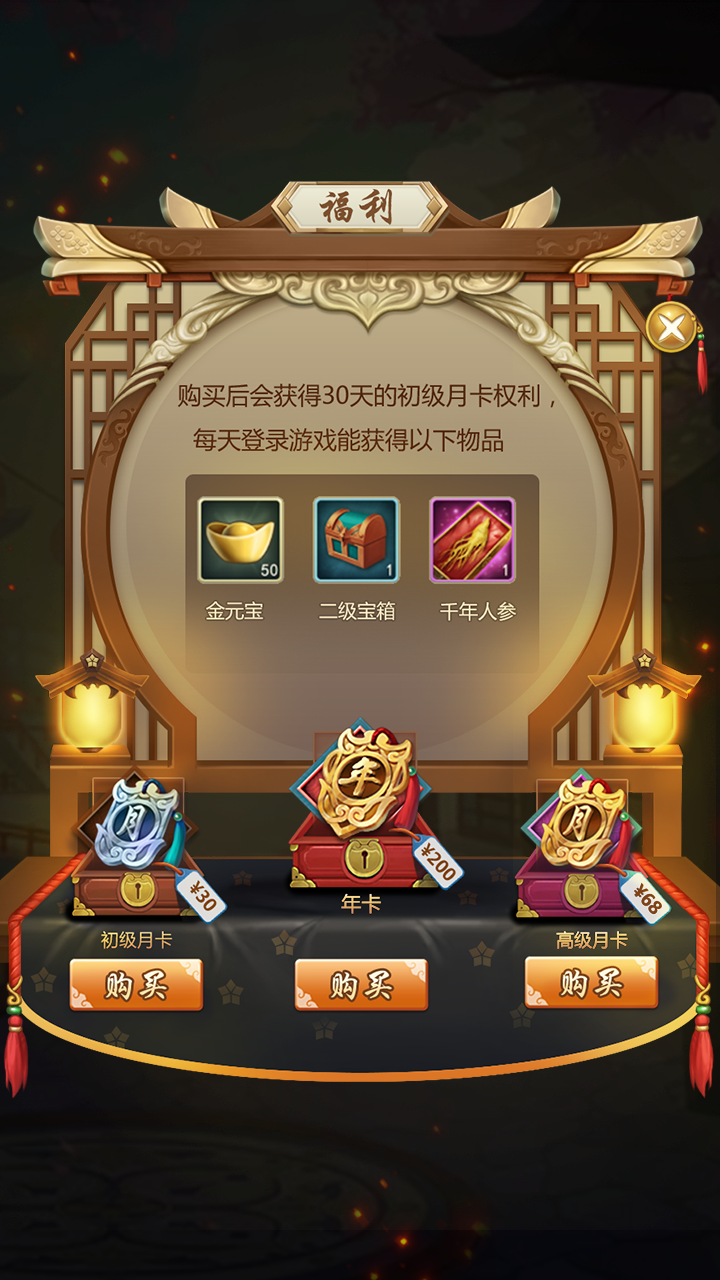 福利
购买后会获得30天的初级月卡权利，
每天登录游戏能获得以下物品
50
1
1
金元宝
二级宝箱
千年人参
月
年
月
¥30
¥200
¥68
初级月卡
年卡
高级月卡
购买
购买
购买